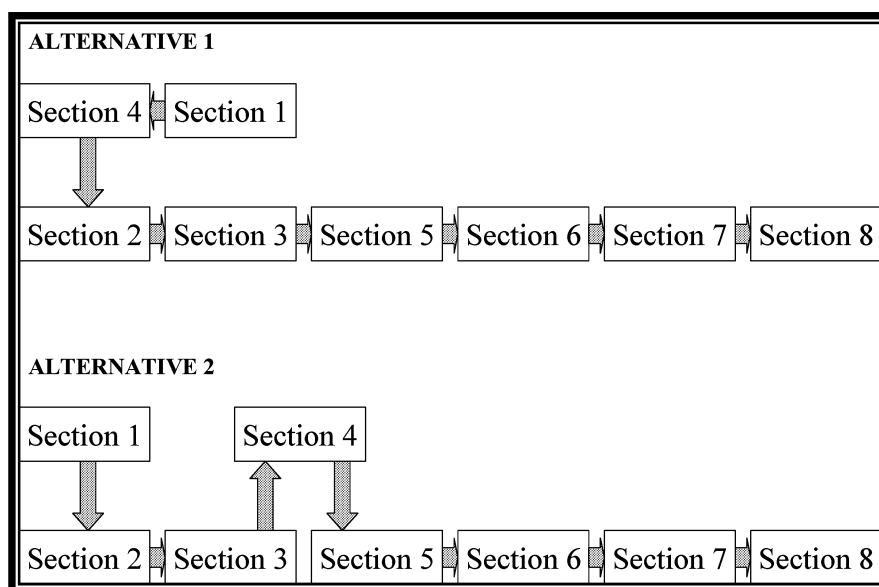 ALTERNATIVE 1
Section 4 Section 1
Section 2 Section 3 Section 5 Section 6 Section 7 Section 8
ALTERNATIVE 2
Section 1 Section 4
Section 2 Section 3 Section 5 Section 6 Section 7 Section 8